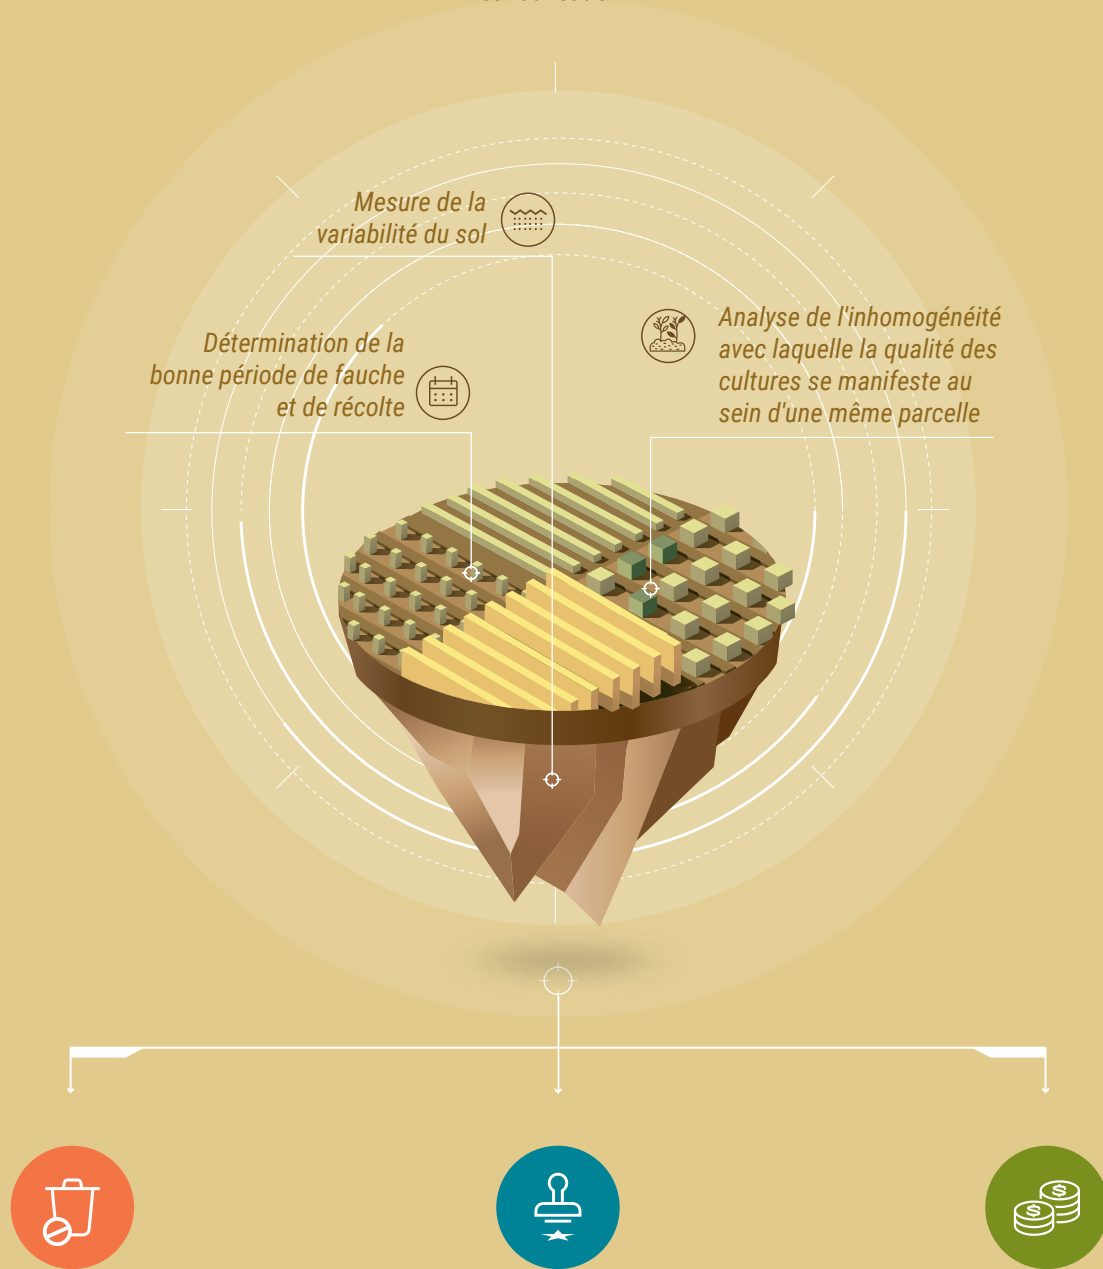 Mesure de la
variabilité du sol
Détermination de la
bonne période de fauche
et de récolte
Analyse de l'inhomogénéité
avec laquelle la qualité des
cultures se manifeste au
sein d'une même parcelle